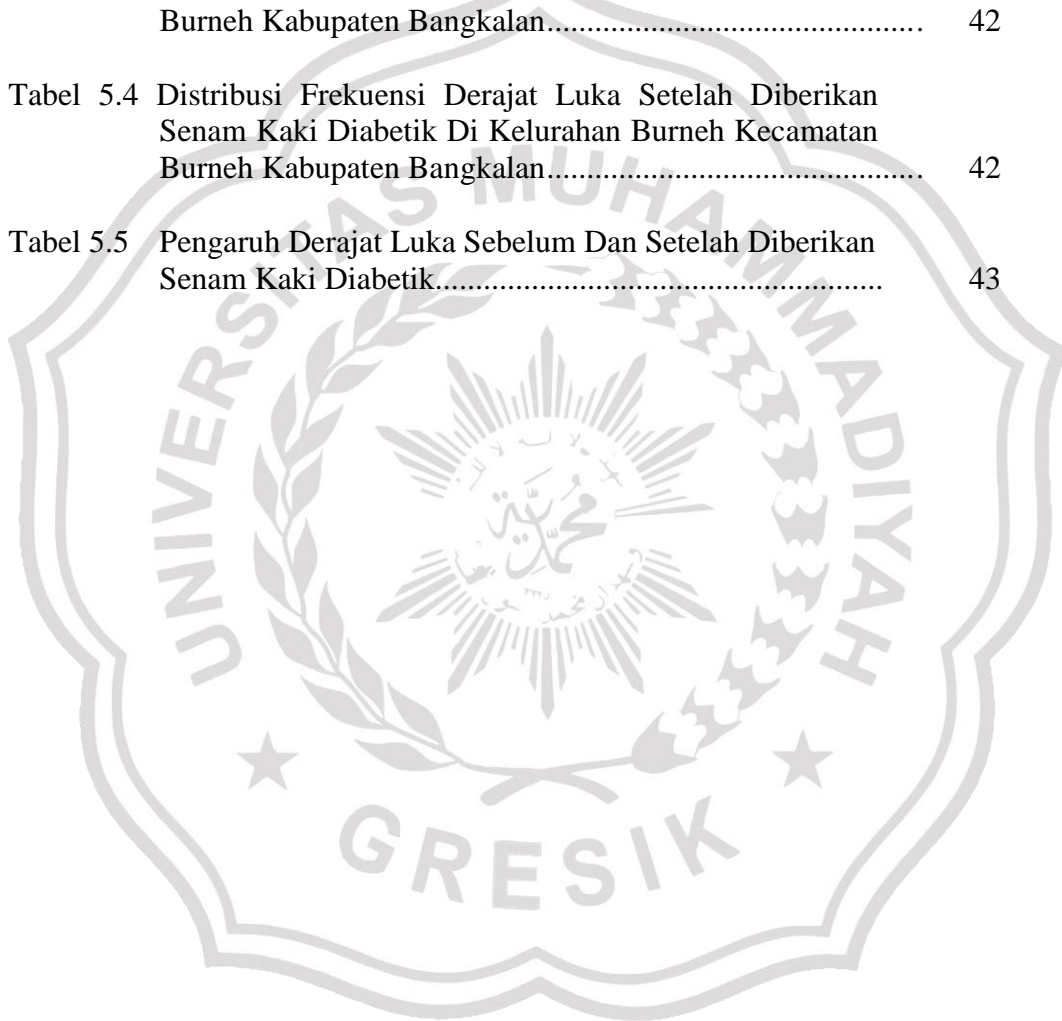 Burneh Kabupaten Bangkalan............................................... 42
Tabel 5.4 Distribusi Frekuensi Derajat Luka Setelah Diberikan
Senam Kaki Diabetik Di Kelurahan Burneh Kecamatan
Burneh Kabupaten Bangkalan............................................... 42
Tabel 5.5 Pengaruh Derajat Luka Sebelum Dan Setelah Diberikan
Senam Kaki Diabetik........................................................ 43
UNIVERSITAS MUHAMMADIYAH
GRESIK